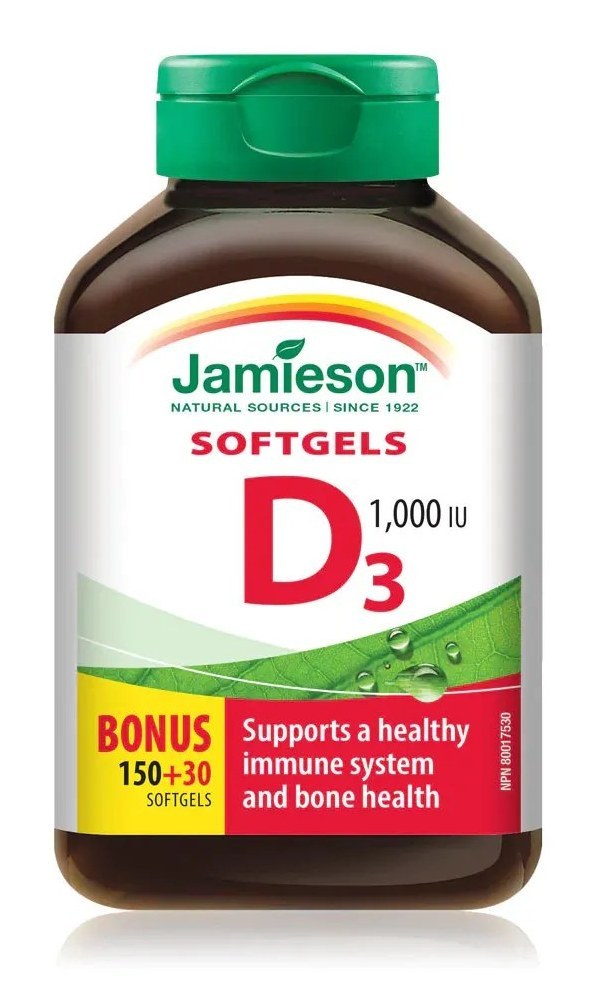 Jamieson™
NATURAL SOURCES | SINCE 1922
SOFTGELS
D3
1,000 IU
BONUS
150+30
SOFTGELS
Supports a healthy
immune system
and bone health
NPN 80017530